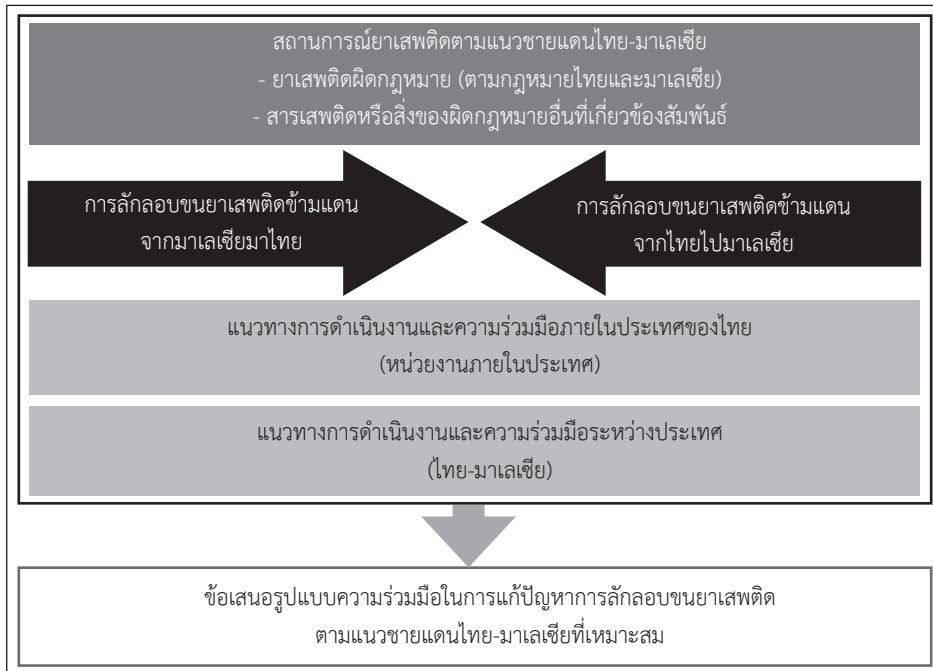 สถานการณ์ยาเสพติดตามแนวชายแดนไทย-มาเลเซีย
- ยาเสพติดผิดกฎหมาย (ตามกฎหมายไทยและมาเลเซีย)
- สารเสพติดหรือสิ่งของผิดกฎหมายอื่นที่เกี่ยวข้องสัมพันธ์
การลักลอบขนยาเสพติดข้ามแดน
จากมาเลเซียมาไทย
การลักลอบขนยาเสพติดข้ามแดน
จากไทยไปมาเลเซีย
แนวทางการดำเนินงานและความร่วมมือภายในประเทศของไทย
(หน่วยงานภายในประเทศ)
แนวทางการดำเนินงานและความร่วมมือระหว่างประเทศ
(ไทย-มาเลเซีย)
ข้อเสนอรูปแบบความร่วมมือในการแก้ปัญหาการลักลอบขนยาเสพติด
ตามแนวชายแดนไทย-มาเลเซียที่เหมาะสม